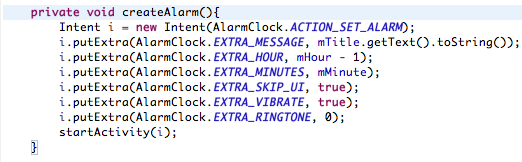 private void createAlarm(){
Intent i = new Intent(AlarmClock.ACTION_SET_ALARM);
i.putExtra(AlarmClock.EXTRA_MESSAGE, mTitle.getText().toString());
i.putExtra(AlarmClock.EXTRA_HOUR, mHour - 1);
i.putExtra(AlarmClock.EXTRA_MINUTES, mMinute);
i.putExtra(AlarmClock.EXTRA_SKIP_UI, true);
i.putExtra(AlarmClock.EXTRA_VIBRATE, true);
i.putExtra(AlarmClock.EXTRA_RINGTONE, 0);
startActivity(i);
}